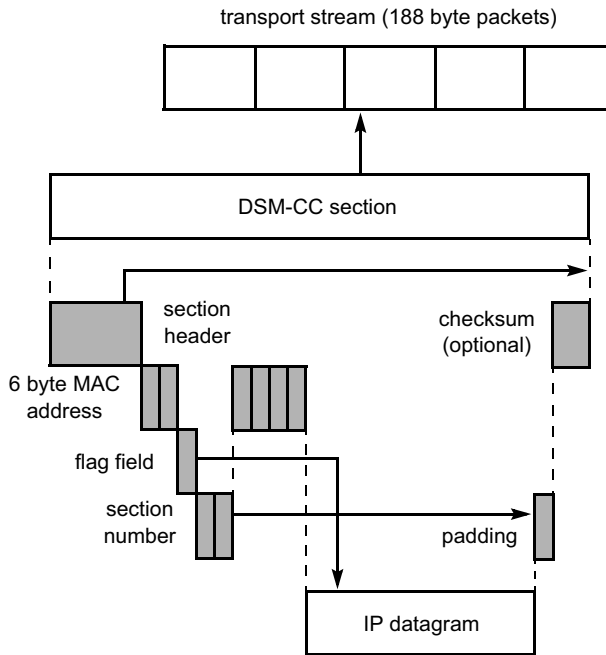 transport stream (188 byte packets)
DSM-CC section
section
header
checksum
(optional)
6 byte MAC
address
flag field
section
number
padding
IP datagram